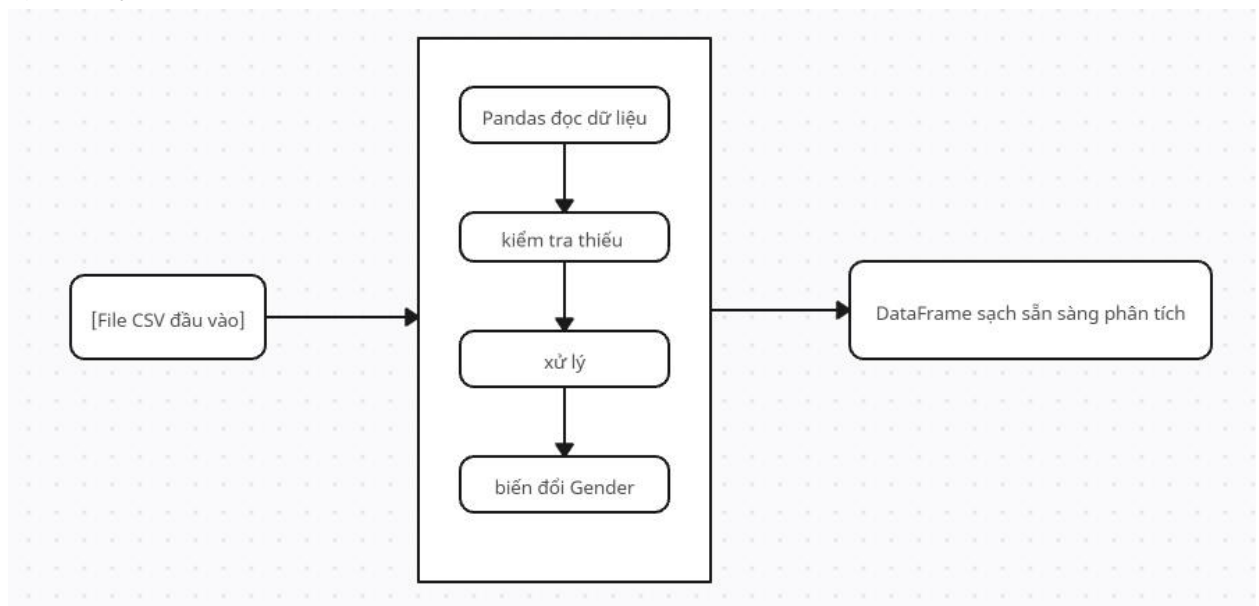 [File CSV đầu vào]
Pandas đọc dữ liệu
kiểm tra thiếu
xử lý
biến đổi Gender
DataFrame sạch sẵn sàng phân tích